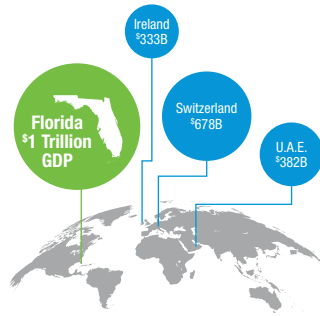 Ireland
$333B
Florida
$1 Trillion
GDP
Switzerland
$678B
U.A.E.
$382B